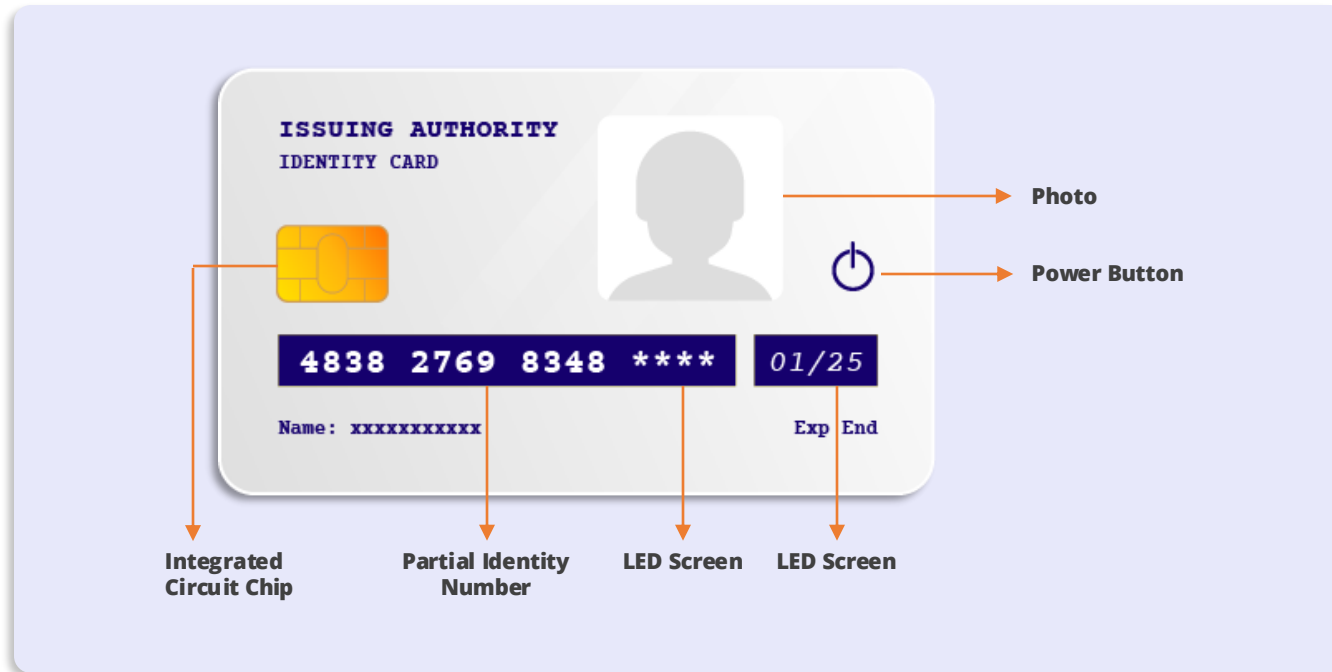 ISSUING AUTHORITY
IDENTITY CARD
Photo
Power Button
4838 2769 8348 **** 01/25
Name: xxxxxxxxxxx Exp End
Integrated
Circuit Chip
Partial Identity
Number
LED Screen
LED Screen